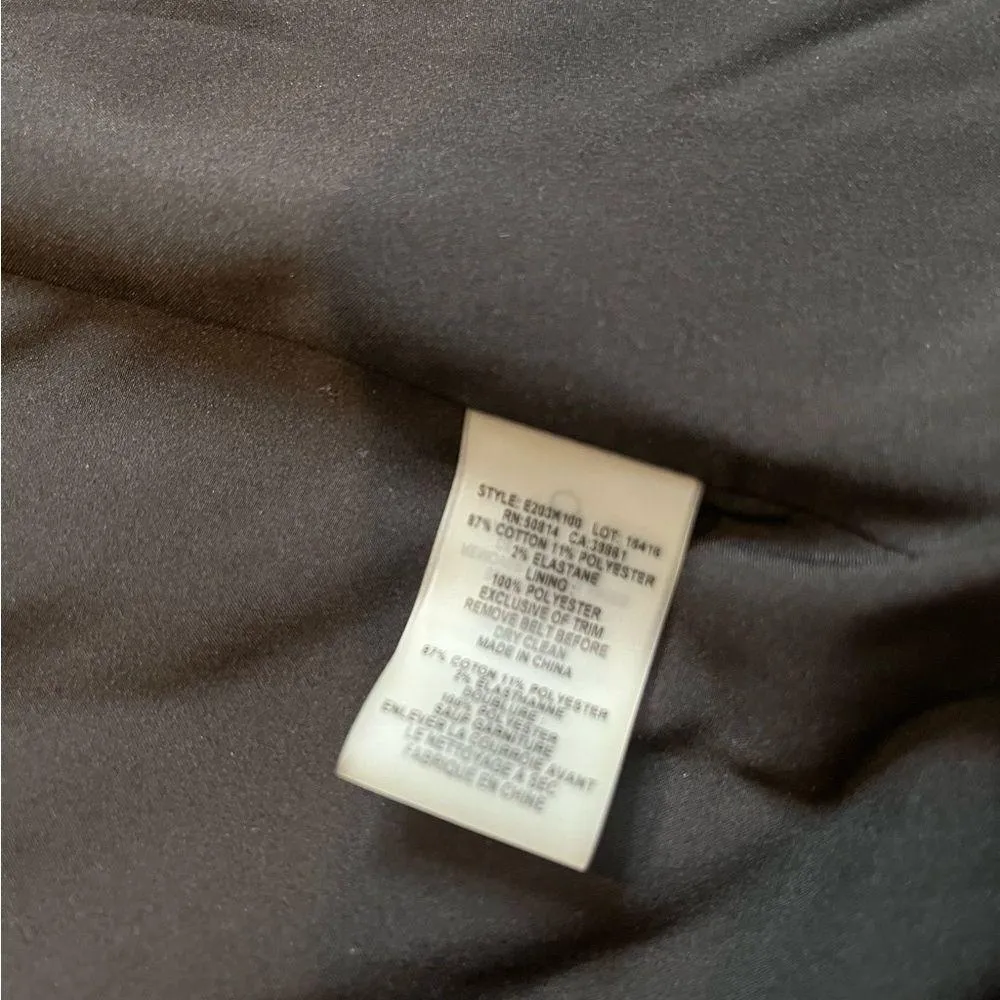 STYLE: E203K100 LOT: 16416
RN:50814 CA:39981
87% COTTON 11% POLYESTER
2% ELASTANE
LINING :
100% POLYESTER
EXCLUSIVE OF TRIM
REMOVE BELT BEFORE
DRY CLEAN
MADE IN CHINA
87% COTON 11% POLYESTER
2% ELASTHANNE
DOUBLURE
100% POLYESTER
SAUF GARNITURE
ENLEVER LA COURROIE AVANT
LE NETTOYAGE A SEC
FABRIQUE EN CHINE